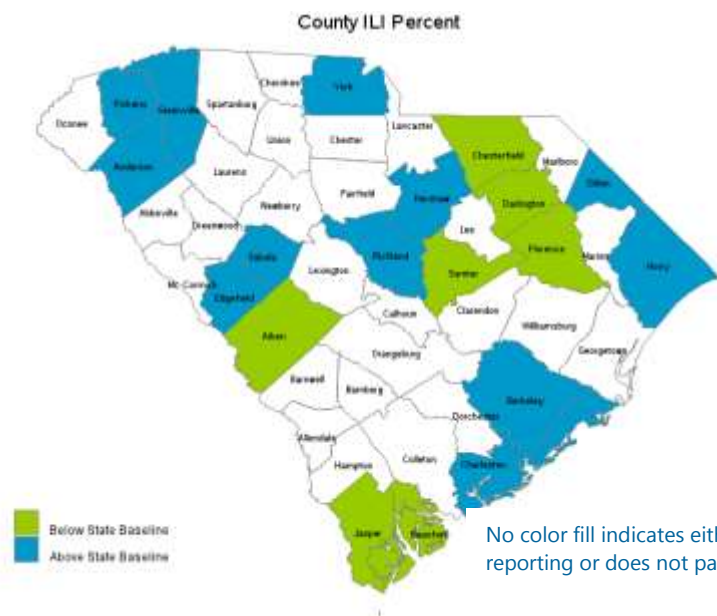 County ILI Percent
Cherokee
York
Pickens
Greenville
Spartanburg
Oconee
Union
Chester
Lancaster
Chesterfield
Marlboro
Anderson
Laurens
Dillon
Fairfield
Kershaw
Darlington
Abbeville
Greenwood
Newberry
Lee
Florence
Marion
Horry
Saluda
Richland
Sumter
Mc Cormick
Edgefield
Lexington
Calhoun
Clarendon
Williamsburg
Aiken
Orangeburg
Georgetown
Barnwell
Bamberg
Berkeley
Dorchester
Allendale
Charleston
Hampton
Colleton
Jasper
Beaufort
Below State Baseline
Above State Baseline
No color fill indicates eit
reporting or does not pa